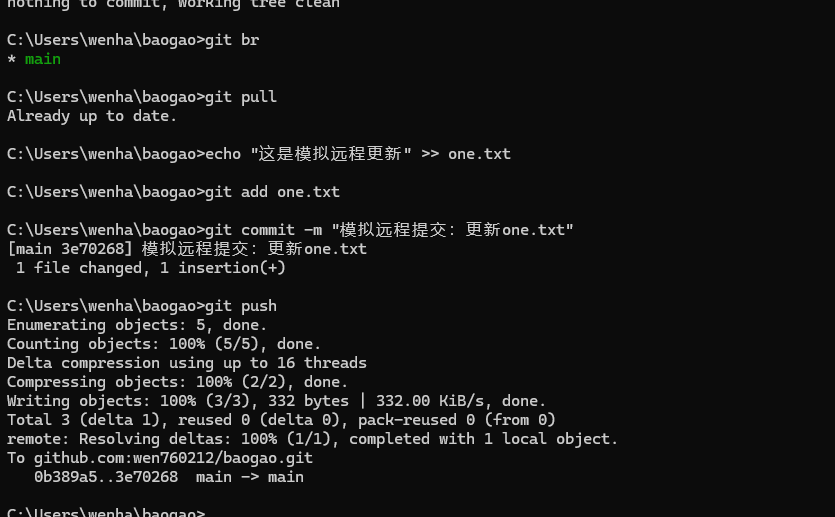 nothing to commit, working tree clean
C:\Users\wenha\baogao>git br
* main
C:\Users\wenha\baogao>git pull
Already up to date.
C:\Users\wenha\baogao>echo "这是模拟远程更新" >> one.txt
C:\Users\wenha\baogao>git add one.txt
C:\Users\wenha\baogao>git commit -m "模拟远程提交: 更新one.txt"
[main 3e70268] 模拟远程提交: 更新one.txt
 1 file changed, 1 insertion(+)
C:\Users\wenha\baogao>git push
Enumerating objects: 5, done.
Counting objects: 100% (5/5), done.
Delta compression using up to 16 threads
Compressing objects: 100% (2/2), done.
Writing objects: 100% (3/3), 332 bytes | 332.00 KiB/s, done.
Total 3 (delta 1), reused 0 (delta 0), pack-reused 0 (from 0)
remote: Resolving deltas: 100% (1/1), completed with 1 local object.
To github.com:wen760212/baogao.git
   0b389a5..3e70268  main -> main
C:\Users\wenha\baogao>